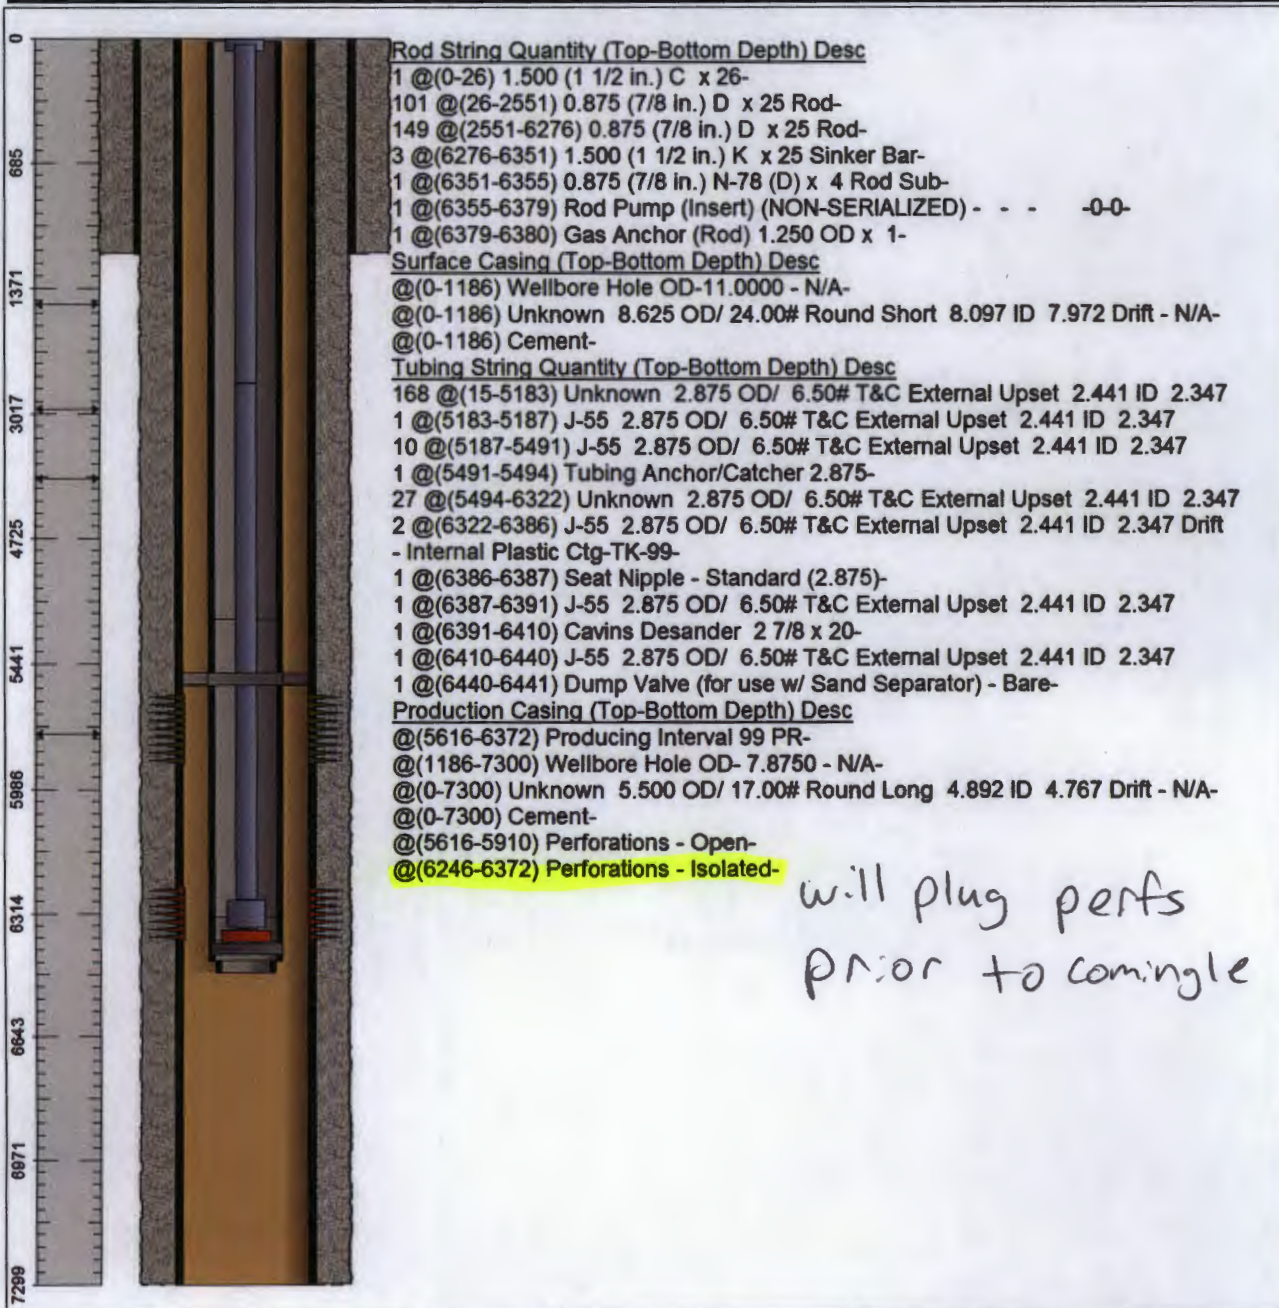 0
685
1371
3017
4725
5441
5986
6314
6643
6971
7299
Rod String Quantity (Top-Bottom Depth) Desc
1 @(0-26) 1.500 (1 1/2 in.) C x 26-
101 @(26-2551) 0.875 (7/8 in.) D x 25 Rod-
149 @(2551-6276) 0.875 (7/8 in.) D x 25 Rod-
3 @(6276-6351) 1.500 (1 1/2 in.) K x 25 Sinker Bar-
1 @(6351-6355) 0.875 (7/8 in.) N-78 (D) x 4 Rod Sub-
1 @(6355-6379) Rod Pump (Insert) (NON-SERIALIZED) - - - -0-0-
1 @(6379-6380) Gas Anchor (Rod) 1.250 OD x 1-
Surface Casing (Top-Bottom Depth) Desc
@(0-1186) Wellbore Hole OD-11.0000 - N/A-
@(0-1186) Unknown 8.625 OD/ 24.00# Round Short 8.097 ID 7.972 Drift - N/A-
@(0-1186) Cement-
Tubing String Quantity (Top-Bottom Depth) Desc
168 @(15-5183) Unknown 2.875 OD/ 6.50# T&C External Upset 2.441 ID 2.347
1 @(5183-5187) J-55 2.875 OD/ 6.50# T&C External Upset 2.441 ID 2.347
10 @(5187-5491) J-55 2.875 OD/ 6.50# T&C External Upset 2.441 ID 2.347
1 @(5491-5494) Tubing Anchor/Catcher 2.875-
27 @(5494-6322) Unknown 2.875 OD/ 6.50# T&C External Upset 2.441 ID 2.347
2 @(6322-6386) J-55 2.875 OD/ 6.50# T&C External Upset 2.441 ID 2.347 Drift
- Internal Plastic Ctg-TK-99-
1 @(6386-6387) Seat Nipple - Standard (2.875)-
1 @(6387-6391) J-55 2.875 OD/ 6.50# T&C External Upset 2.441 ID 2.347
1 @(6391-6410) Cavins Desander 2 7/8 x 20-
1 @(6410-6440) J-55 2.875 OD/ 6.50# T&C External Upset 2.441 ID 2.347
1 @(6440-6441) Dump Valve (for use w/ Sand Separator) - Bare-
Production Casing (Top-Bottom Depth) Desc
@(5616-6372) Producing Interval 99 PR-
@(1186-7300) Wellbore Hole OD- 7.8750 - N/A-
@(0-7300) Unknown 5.500 OD/ 17.00# Round Long 4.892 ID 4.767 Drift - N/A-
@(0-7300) Cement-
@(5616-5910) Perforations - Open-
@(6246-6372) Perforations - Isolated-
will plug perfs
prior to comingle